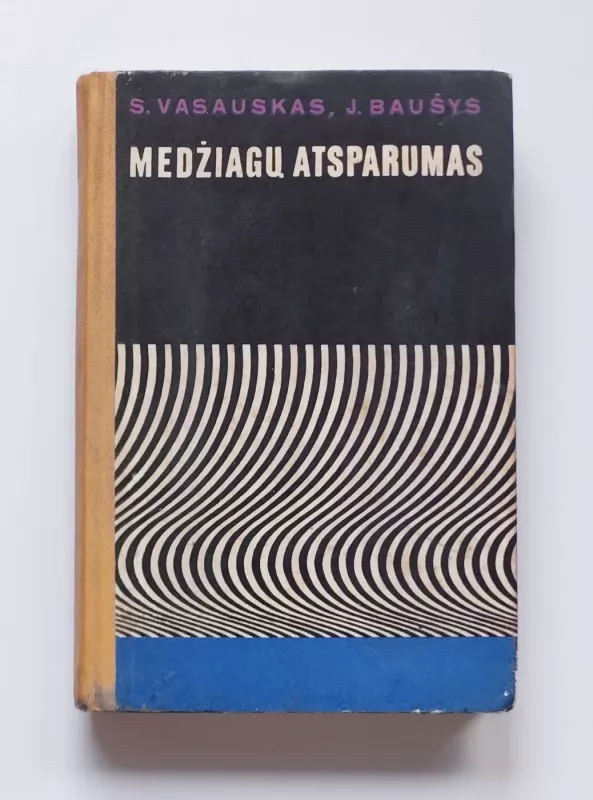 S. VASAUSKAS, J. BAUŠYS
MEDŽIAGŲ ATSPARUMAS